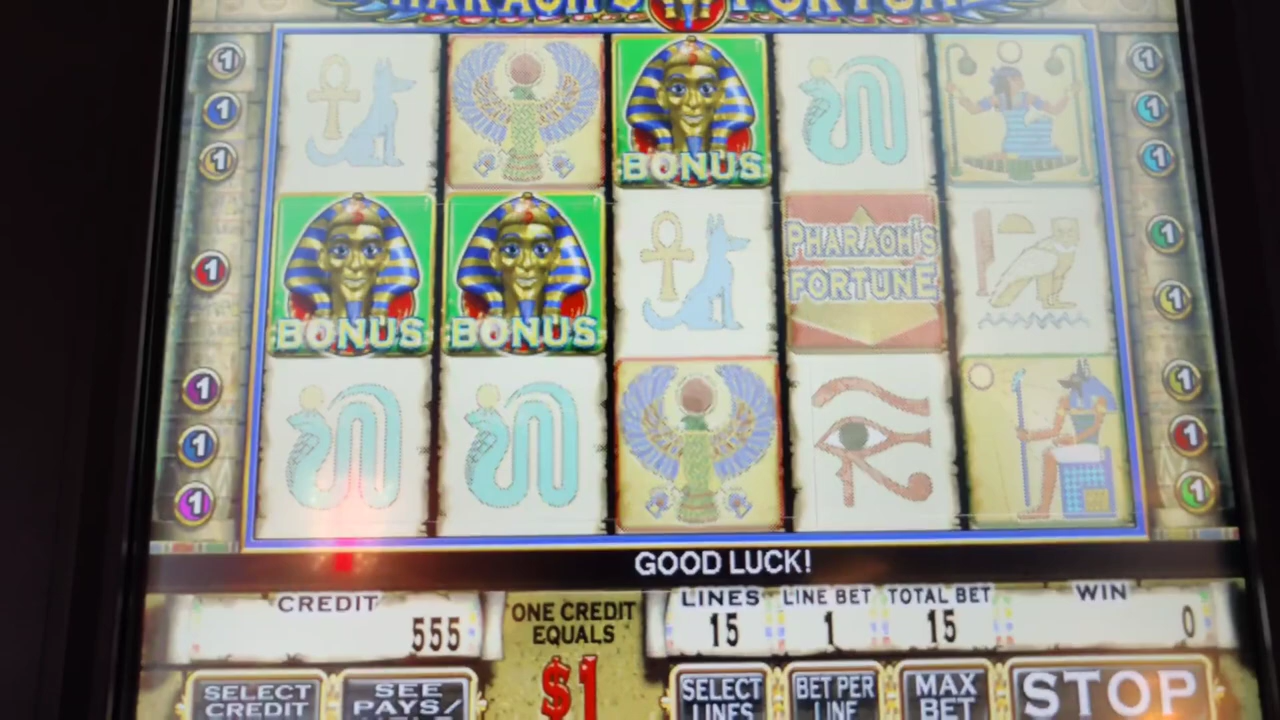 PHARAOH'S FORTUNE
1 1
1 BONUS 1
1 1
PHARAOH'S
FORTUNE
1 1
1
BONUS BONUS
1 1
1 1
1 1
GOOD LUCK!
CREDIT
555
ONE CREDIT
EQUALS
$1
LINES LINE BET TOTAL BET WIN
15 1 15 0
SELECT
CREDIT
SEE
PAYS/
SELECT
LINES
BET PER
LINE
MAX
BET
STOP